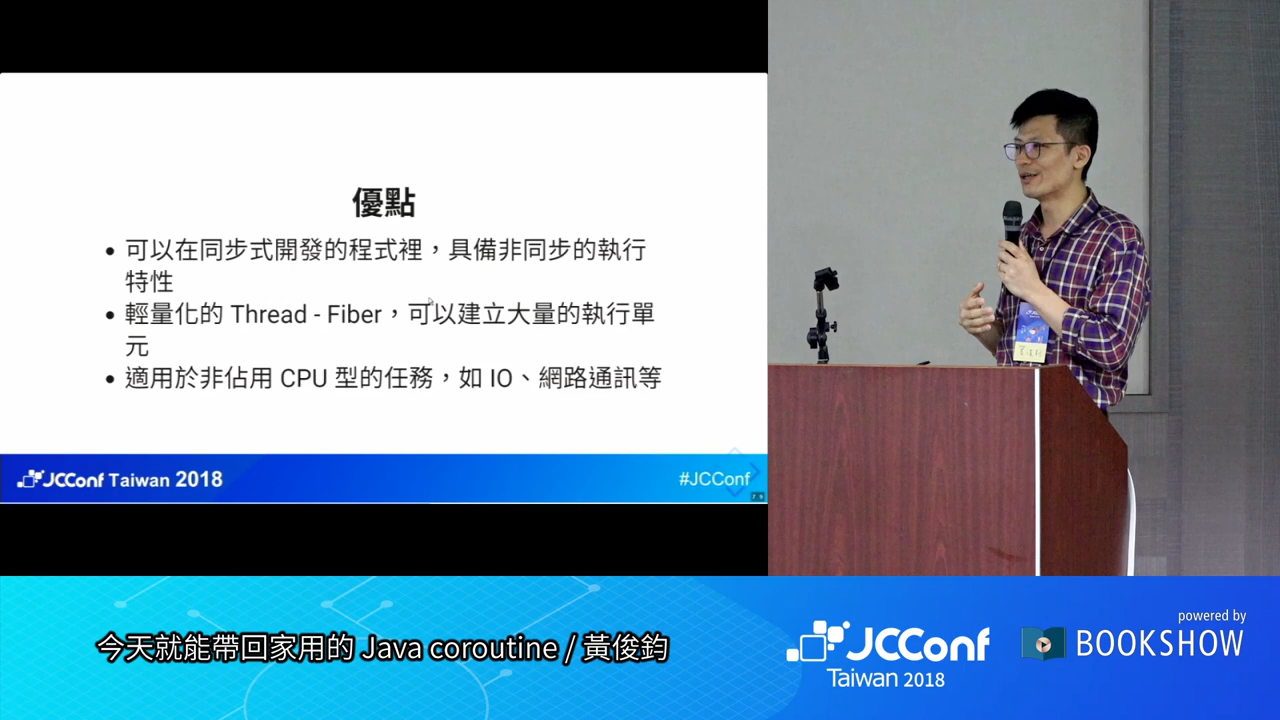 優點
可以在同步式開發的程式裡，具備非同步的執行
特性
輕量化的 Thread - Fiber，可以建立大量的執行單
元
適用於非佔用 CPU 型的任務，如 IO、網路通訊等
JCConf Taiwan 2018
#JCConf
今天就能帶回家用的 Java coroutine / 黃俊鈞
JCConf
Taiwan 2018
powered by
BOOKSHOW